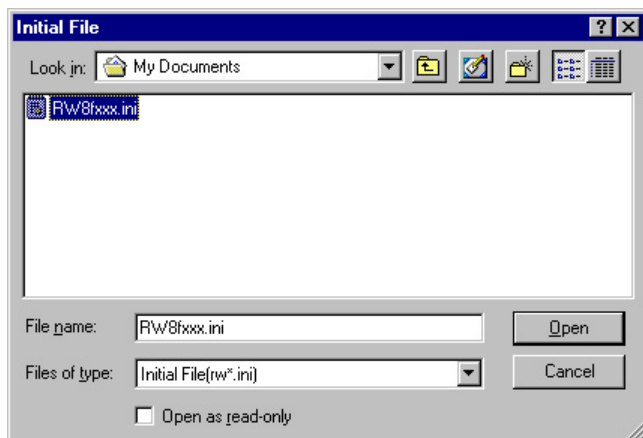 Initial File
Look in: My Documents
RW8fxxx.ini
File name: RW8fxxx.ini Open
Files of type: Initial File(rw*.ini) Cancel
Open as read-only